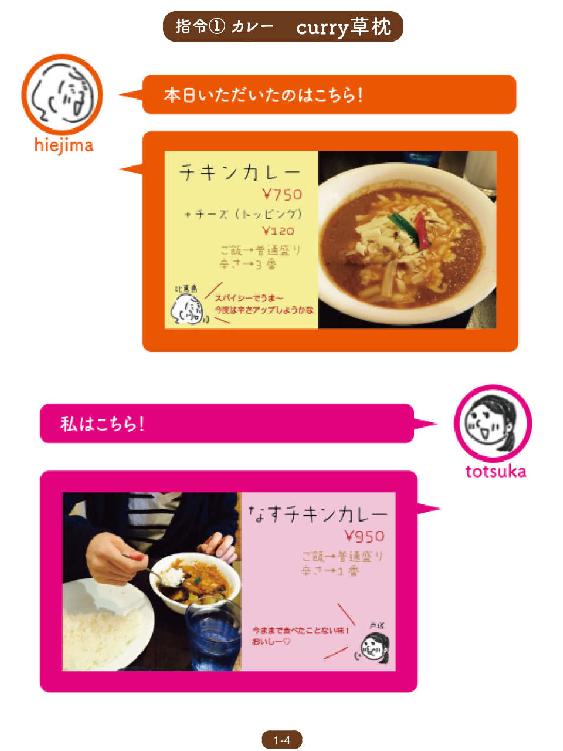 指令① カレー curry草枕
本日いただいたのはこちら!
hiejima
チキンカレー
¥750
+チーズ(トッピング)
¥120
ご飯→普通盛り
辛さ→3番
比恵島
スパイシーでうま〜
今度は辛さアップしようかな
私はこちら!
totsuka
なすチキンカレー
¥950
ご飯→普通盛り
辛さ→1番
戸塚
今まで食べたことない味!
おいしー♡
1-4